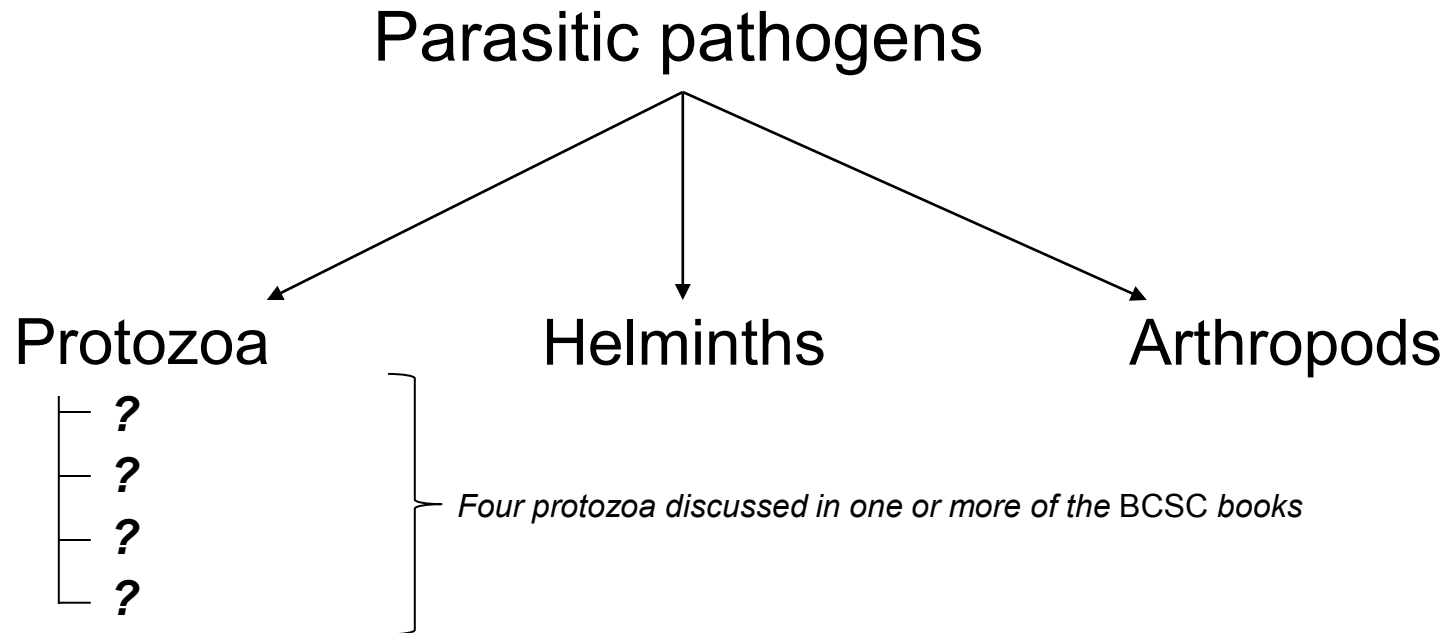 Parasitic pathogens
Protozoa
Helminths
Arthropods
?
?
?
?
Four protozoa discussed in one or more of the BCSC books